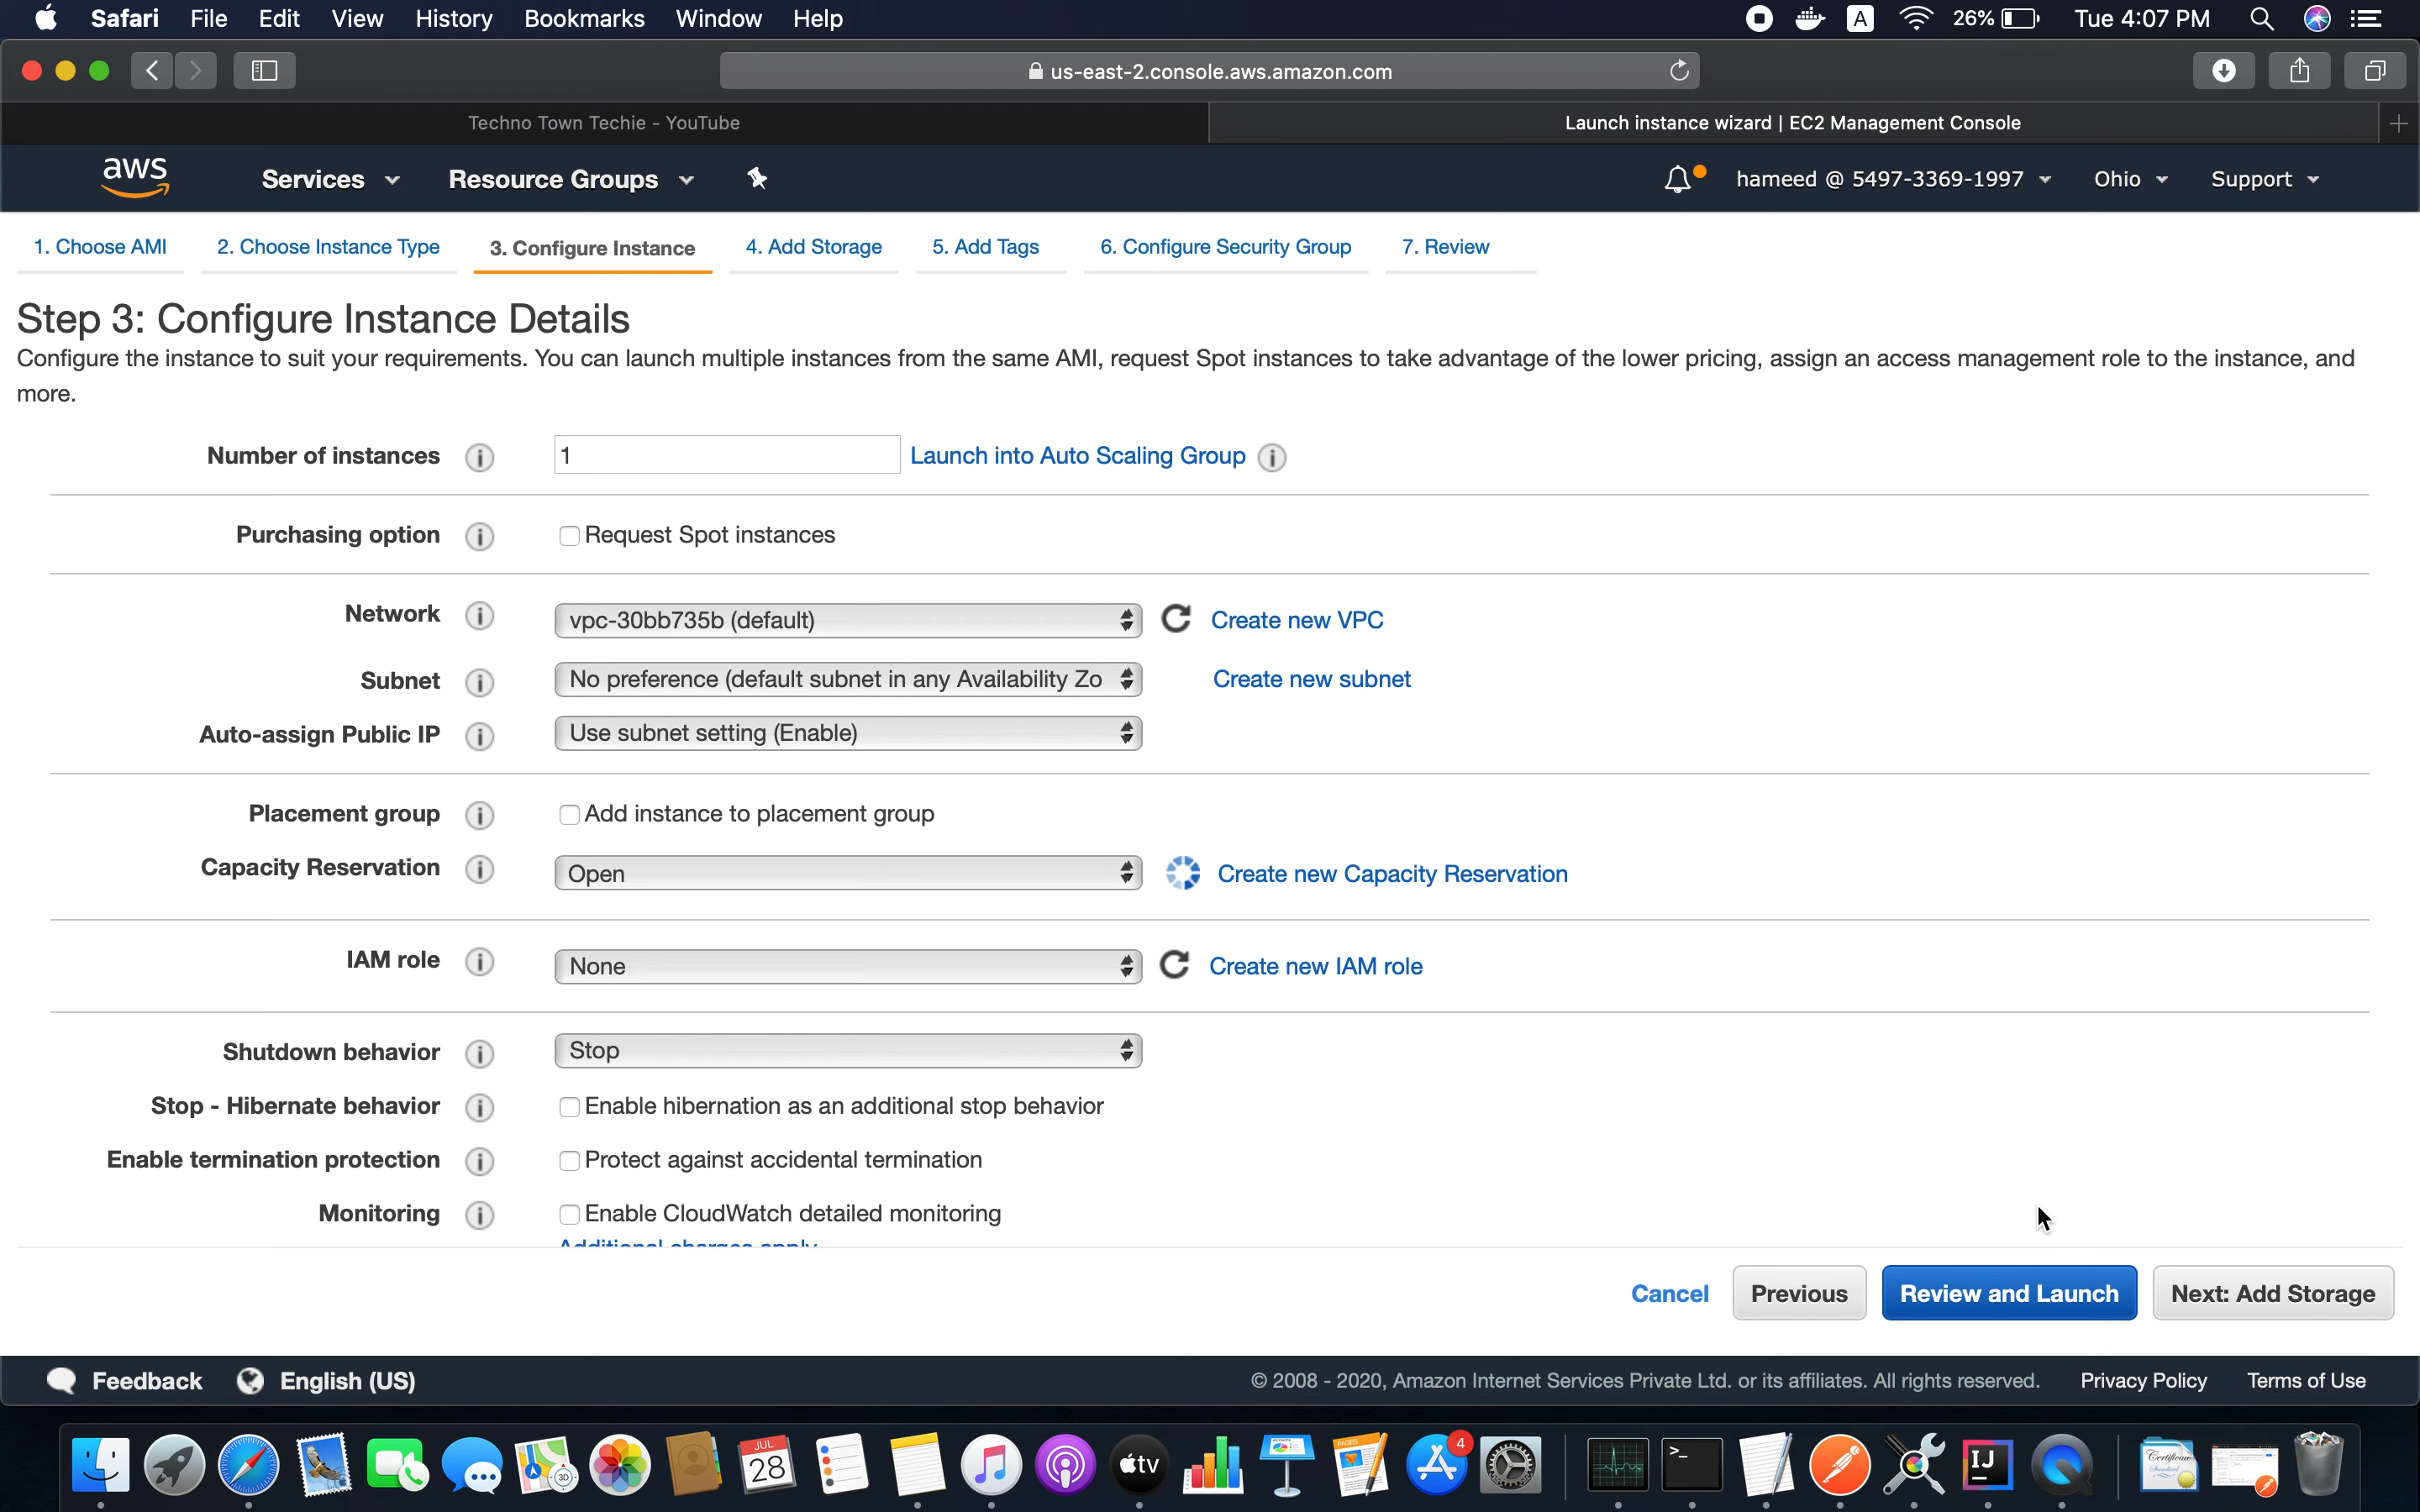 Safari File Edit View History Bookmarks Window Help A 26% Tue 4:07 PM
us-east-2.console.aws.amazon.com
Techno Town Techie - YouTube Launch instance wizard | EC2 Management Console
aws Services Resource Groups hameed @ 5497-3369-1997 Ohio Support
1. Choose AMI 2. Choose Instance Type 3. Configure Instance 4. Add Storage 5. Add Tags 6. Configure Security Group 7. Review
Step 3: Configure Instance Details
Configure the instance to suit your requirements. You can launch multiple instances from the same AMI, request Spot instances to take advantage of the lower pricing, assign an access management role to the instance, and
more.
Number of instances i 1 Launch into Auto Scaling Group i
Purchasing option i Request Spot instances
Network i vpc-30bb735b (default) Create new VPC
Subnet i No preference (default subnet in any Availability Zo Create new subnet
Auto-assign Public IP i Use subnet setting (Enable)
Placement group i Add instance to placement group
Capacity Reservation i Open Create new Capacity Reservation
IAM role i None Create new IAM role
Shutdown behavior i Stop
Stop - Hibernate behavior i Enable hibernation as an additional stop behavior
Enable termination protection i Protect against accidental termination
Monitoring i Enable CloudWatch detailed monitoring
Additional charges apply
Cancel Previous Review and Launch Next: Add Storage
Feedback English (US) © 2008 - 2020, Amazon Internet Services Private Ltd. or its affiliates. All rights reserved. Privacy Policy Terms of Use
3D JUL 28 tv PAGES 4 >_ IJ Certificate